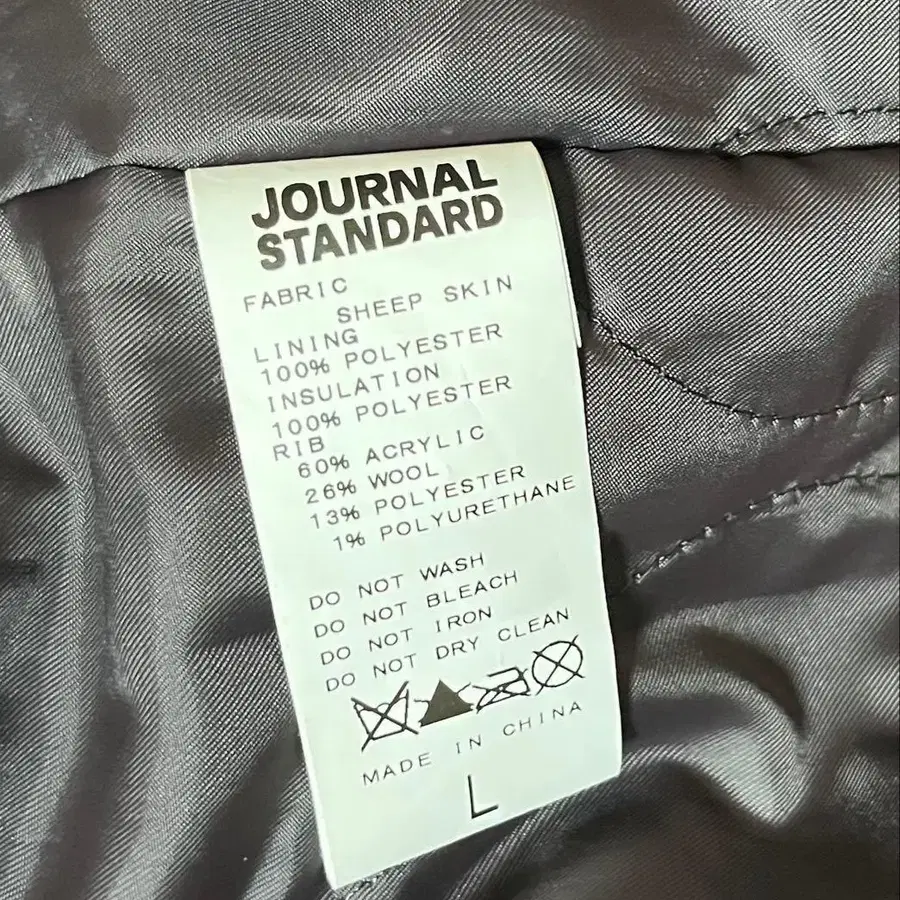 JOURNAL
STANDARD
FABRIC
SHEEP SKIN
LINING
100% POLYESTER
INSULATION
100% POLYESTER
RIB
60% ACRYLIC
26% WOOL
13% POLYESTER
1% POLYURETHANE
DO NOT WASH
DO NOT BLEACH
DO NOT IRON
DO NOT DRY CLEAN
MADE IN CHINA
L